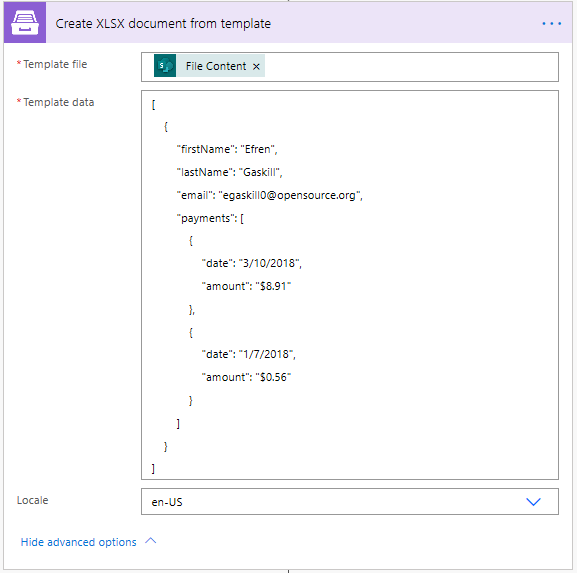 Create XLSX document from template
* Template file
File Content ×
* Template data
[
{
"firstName": "Efren",
"lastName": "Gaskill",
"email": "egaskill0@opensource.org",
"payments": [
{
"date": "3/10/2018",
"amount": "$8.91"
},
{
"date": "1/7/2018",
"amount": "$0.56"
}
]
}
]
Locale
en-US
Hide advanced options